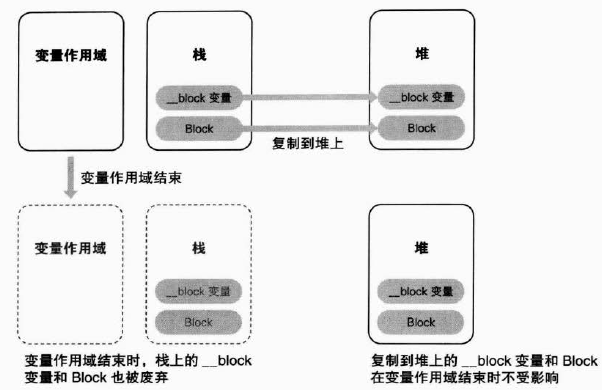 变量作用域
栈
堆
__block 变量
__block 变量
Block
Block
复制到堆上
变量作用域结束
变量作用域
栈
堆
__block 变量
__block 变量
Block
Block
变量作用域结束时，栈上的 __block
变量和 Block 也被废弃
复制到堆上的 __block 变量和 Block
在变量作用域结束时不受影响